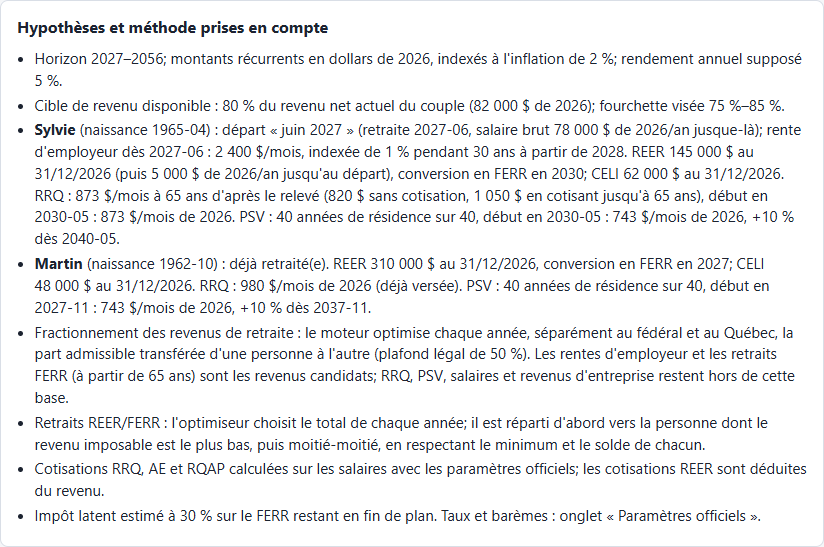 Hypothèses et méthode prises en compte
• Horizon 2027–2056; montants récurrents en dollars de 2026, indexés à l'inflation de 2 %; rendement annuel supposé
5 %.
• Cible de revenu disponible : 80 % du revenu net actuel du couple (82 000 $ de 2026); fourchette visée 75 %–85 %.
• Sylvie (naissance 1965-04) : départ « juin 2027 » (retraite 2027-06, salaire brut 78 000 $ de 2026/an jusque-là); rente
d'employeur dès 2027-06 : 2 400 $/mois, indexée de 1 % pendant 30 ans à partir de 2028. REER 145 000 $ au
31/12/2026 (puis 5 000 $ de 2026/an jusqu'au départ), conversion en FERR en 2030; CELI 62 000 $ au 31/12/2026.
RRQ : 873 $/mois à 65 ans d'après le relevé (820 $ sans cotisation, 1 050 $ en cotisant jusqu'à 65 ans), début en
2030-05 : 873 $/mois de 2026. PSV : 40 années de résidence sur 40, début en 2030-05 : 743 $/mois de 2026, +10 %
dès 2040-05.
• Martin (naissance 1962-10) : déjà retraité(e). REER 310 000 $ au 31/12/2026, conversion en FERR en 2027; CELI
48 000 $ au 31/12/2026. RRQ : 980 $/mois de 2026 (déjà versée). PSV : 40 années de résidence sur 40, début en
2027-11 : 743 $/mois de 2026, +10 % dès 2037-11.
• Fractionnement des revenus de retraite : le moteur optimise chaque année, séparément au fédéral et au Québec, la
part admissible transférée d'une personne à l'autre (plafond légal de 50 %). Les rentes d'employeur et les retraits
FERR (à partir de 65 ans) sont les revenus candidats; RRQ, PSV, salaires et revenus d'entreprise restent hors de cette
base.
• Retraits REER/FERR : l'optimiseur choisit le total de chaque année; il est réparti d'abord vers la personne dont le
revenu imposable est le plus bas, puis moitié-moitié, en respectant le minimum et le solde de chacun.
• Cotisations RRQ, AE et RQAP calculées sur les salaires avec les paramètres officiels; les cotisations REER sont déduites
du revenu.
• Impôt latent estimé à 30 % sur le FERR restant en fin de plan. Taux et barèmes : onglet « Paramètres officiels ».